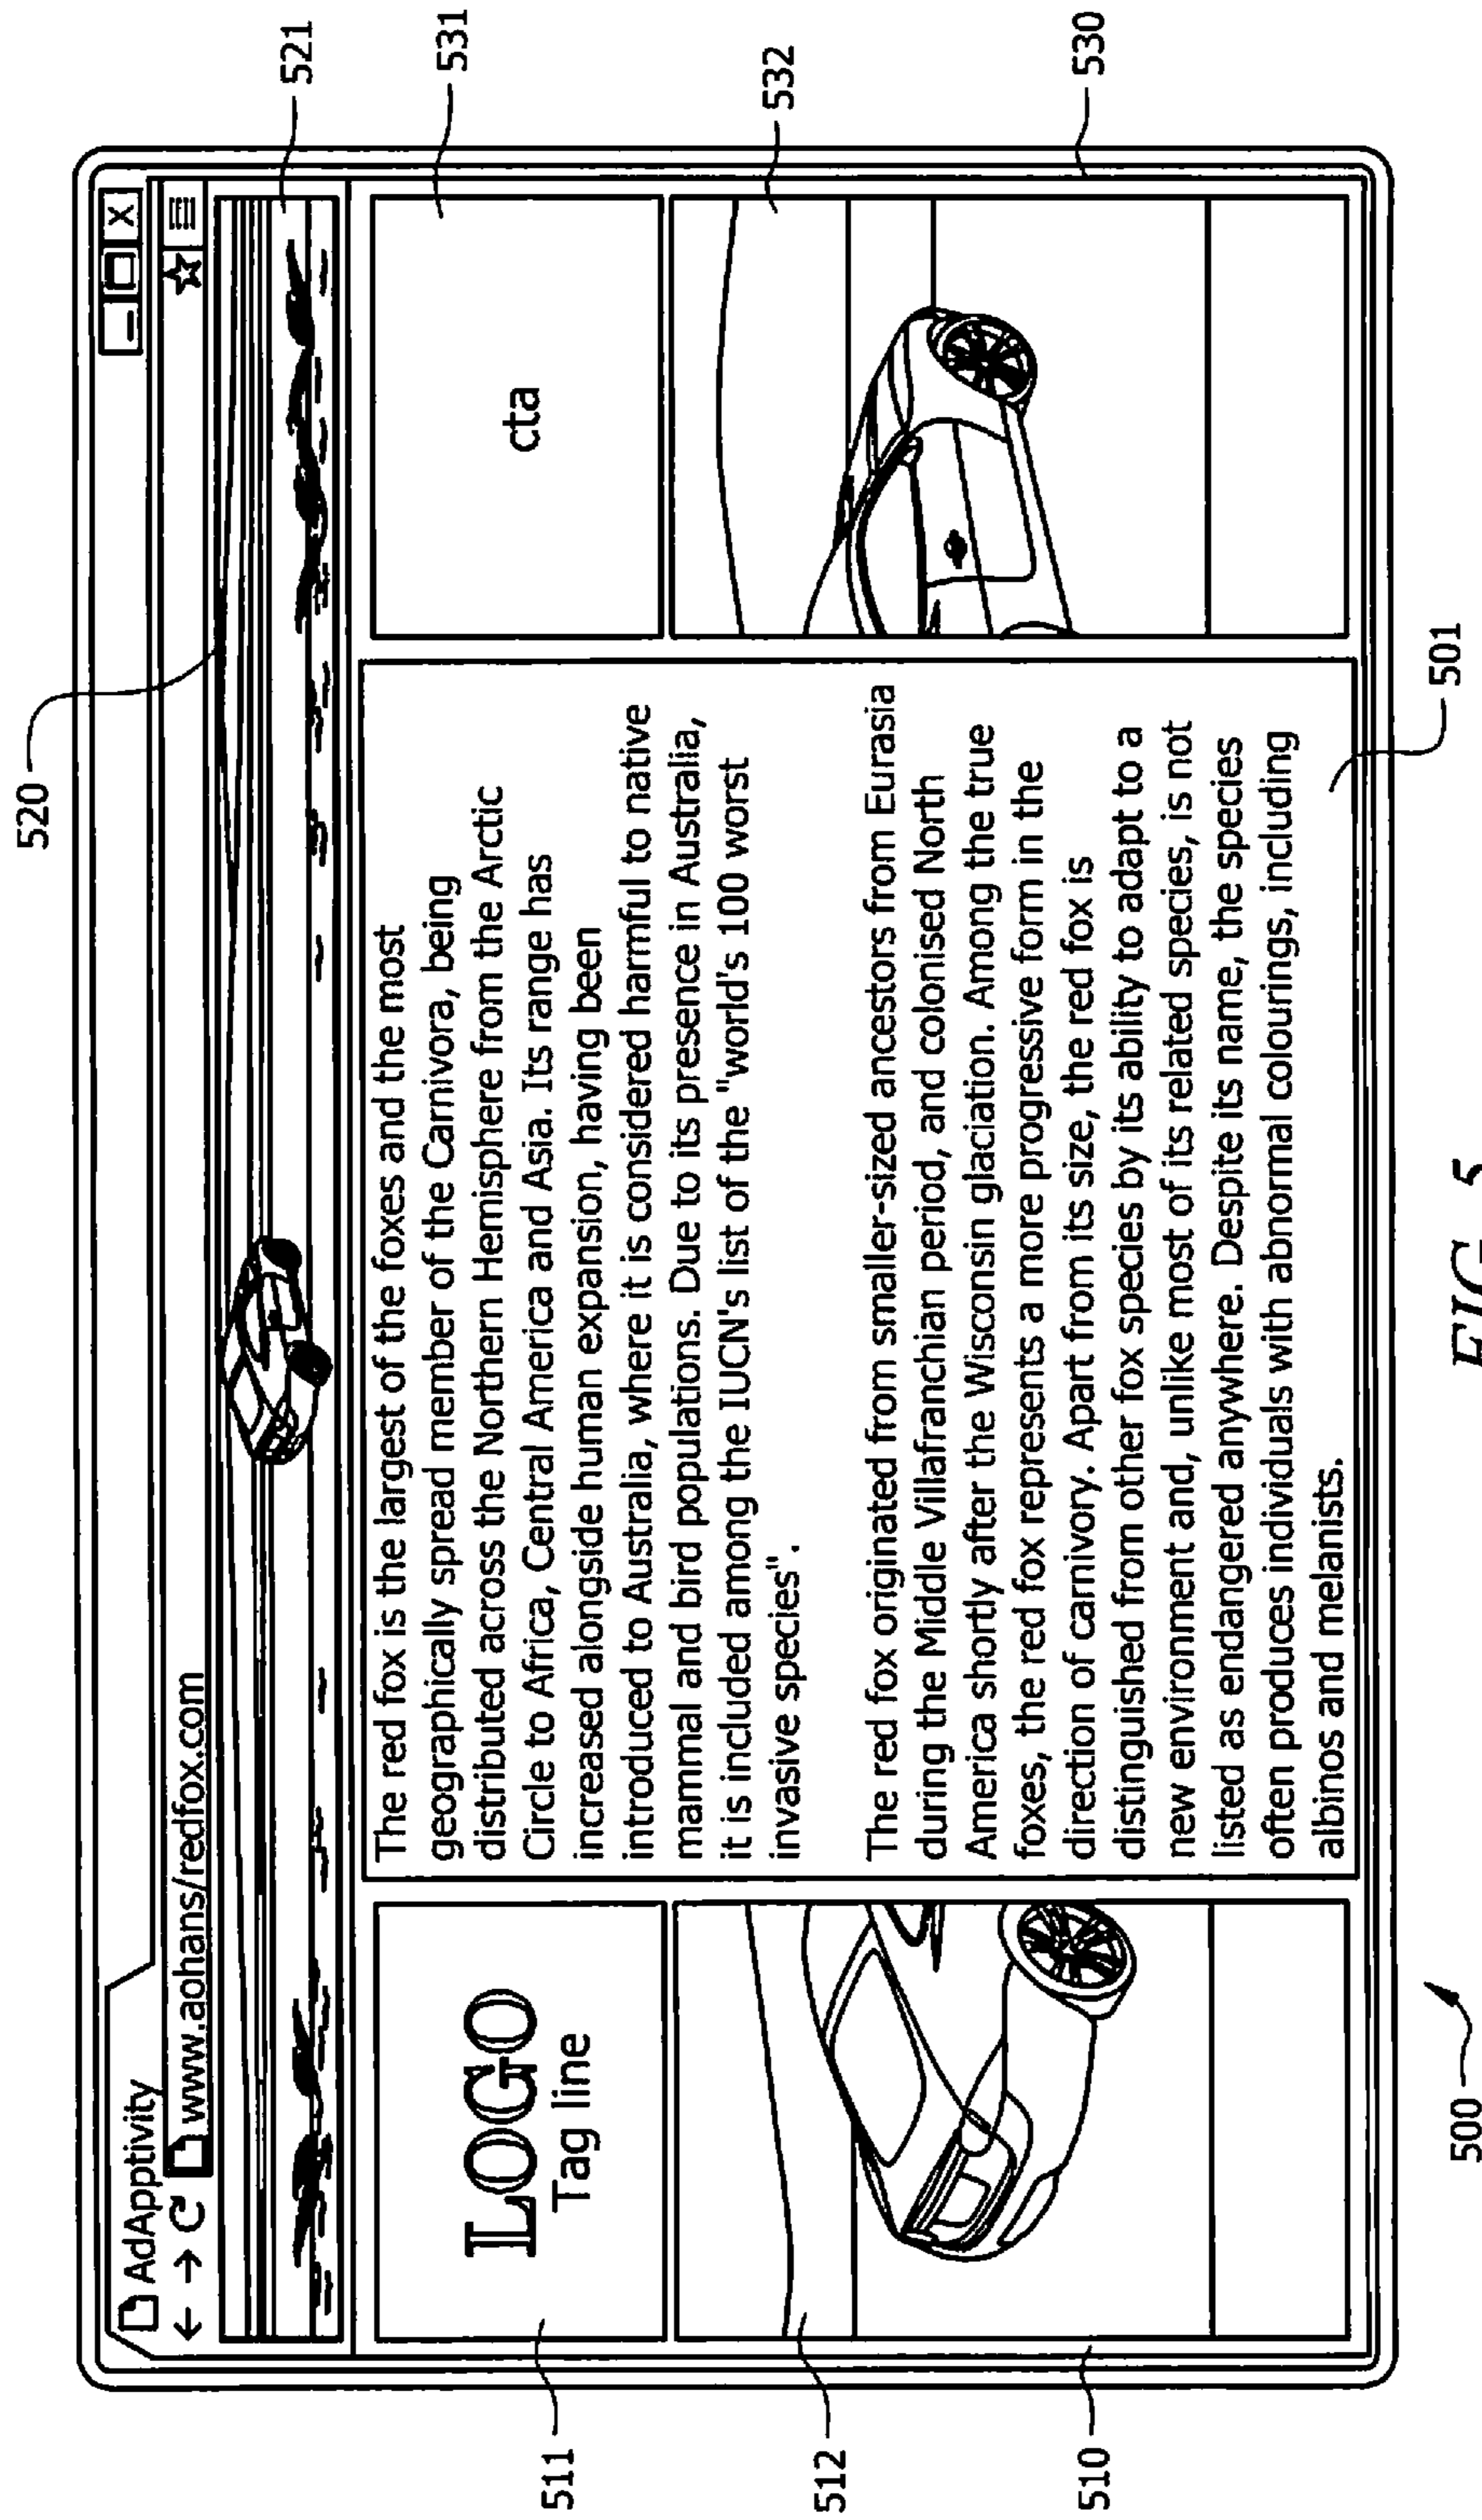 520
521
531
532
530
AdApptivity
X
www.aohans/redfox.com
LOGO
Tag line
cta
The red fox is the largest of the foxes and the most
geographically spread member of the Carnivora, being
distributed across the Northern Hemisphere from the Arctic
Circle to Africa, Central America and Asia. Its range has
increased alongside human expansion, having been
introduced to Australia, where it is considered harmful to native
mammal and bird populations. Due to its presence in Australia,
it is included among the IUCN's list of the "world's 100 worst
invasive species".
The red fox originated from smaller-sized ancestors from Eurasia
during the Middle Villafranchian period, and colonised North
America shortly after the Wisconsin glaciation. Among the true
foxes, the red fox represents a more progressive form in the
direction of carnivory. Apart from its size, the red fox is
distinguished from other fox species by its ability to adapt to a
new environment and, unlike most of its related species, is not
listed as endangered anywhere. Despite its name, the species
often produces individuals with abnormal colourings, including
albinos and melanists.
511
512
510
501
500
FIG. 5